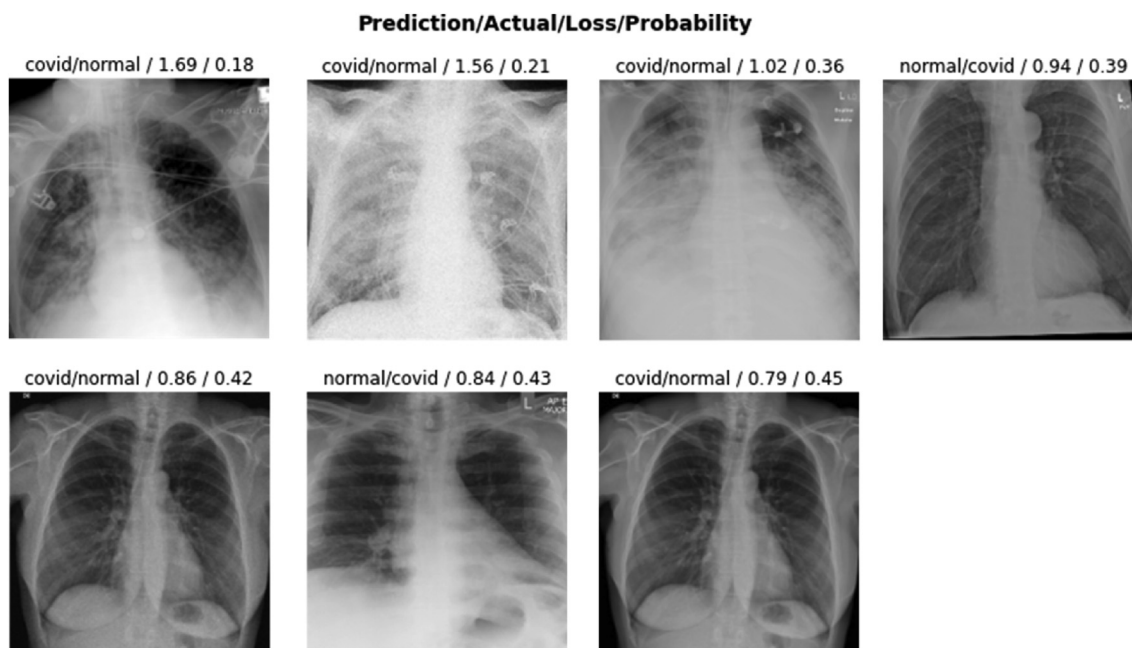 Prediction/Actual/Loss/Probability
covid/normal / 1.69 / 0.18
covid/normal / 1.56 / 0.21
covid/normal / 1.02 / 0.36
normal/covid / 0.94 / 0.39
L
L
covid/normal / 0.86 / 0.42
normal/covid / 0.84 / 0.43
covid/normal / 0.79 / 0.45
L